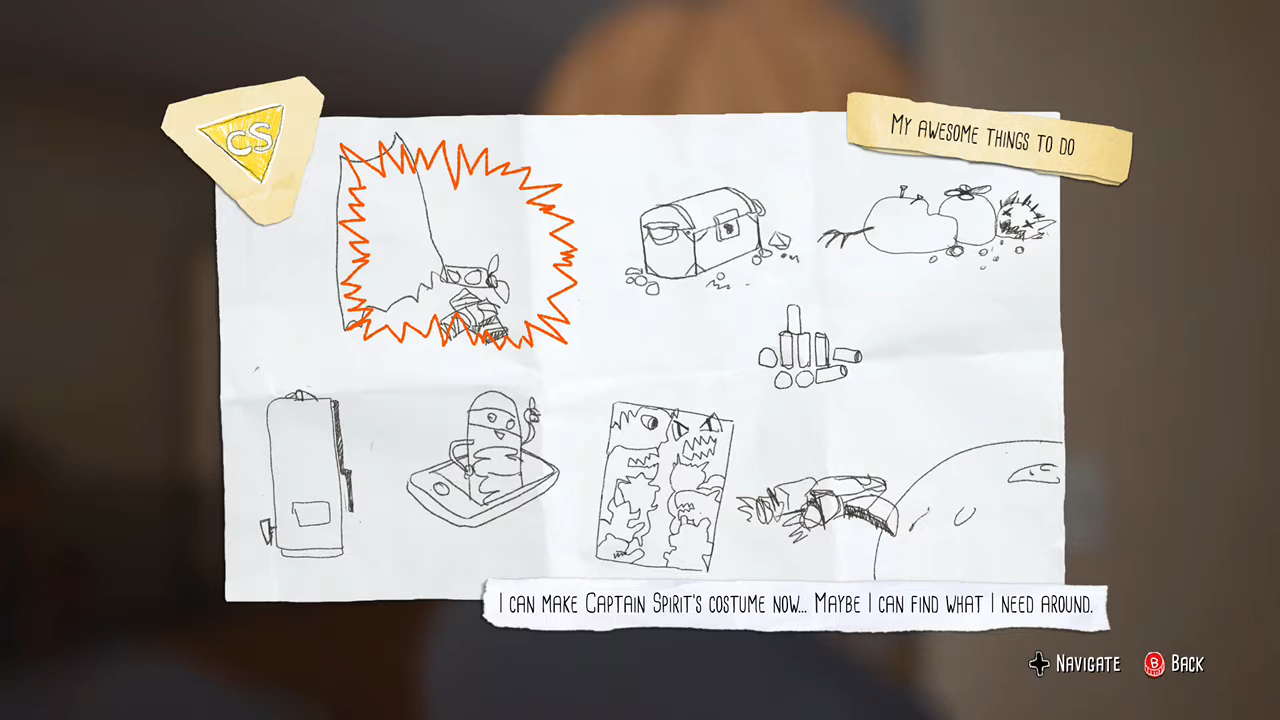 CS
My awesome things to do
I can make Captain Spirit's costume now... Maybe I can find what I need around.
Navigate
B Back